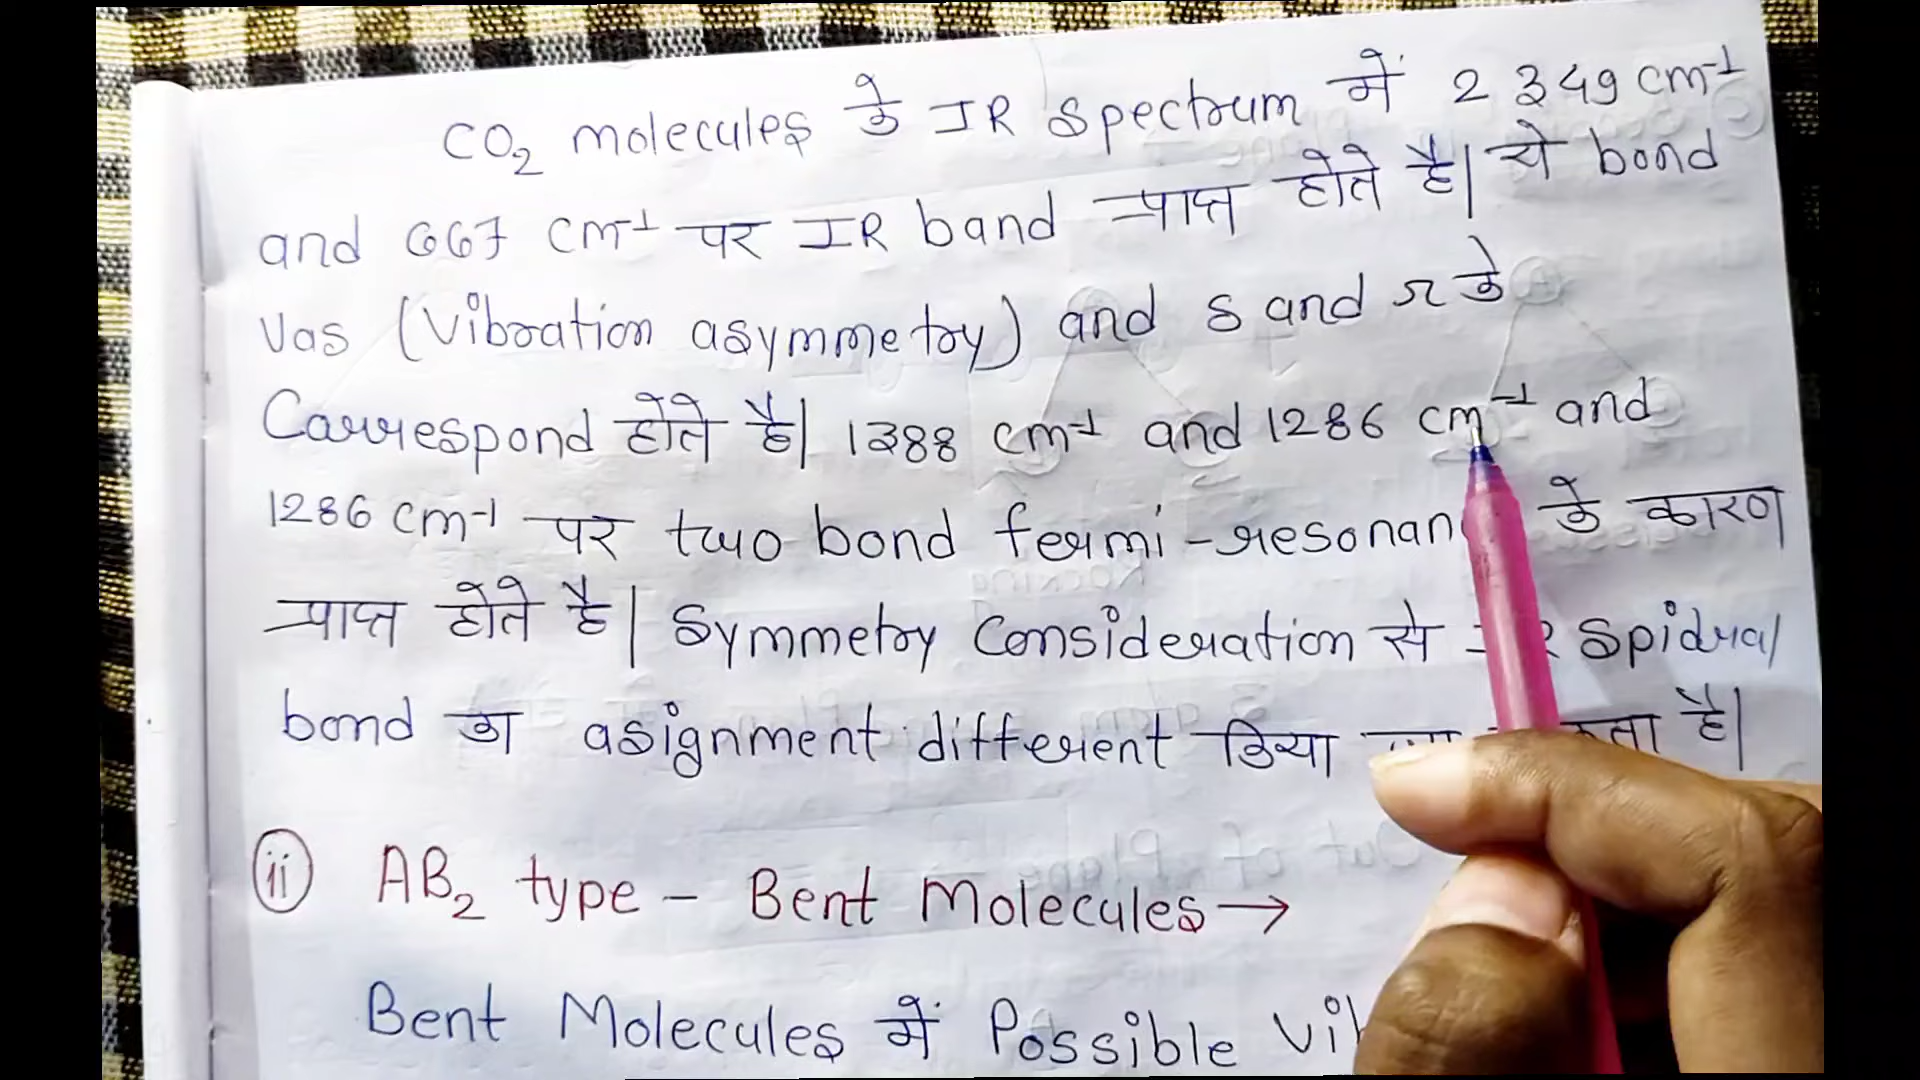 CO₂ molecules के IR spectrum में 2349 cm⁻¹
and 667 cm⁻¹ पर IR band प्राप्त होते है। ये bond
Vas (Vibration asymmetry) and s and r के
Correspond होते है। 1388 cm⁻¹ and 1286 cm⁻¹ and
1286 cm⁻¹ पर two bond fermi-resonan के कारण
प्राप्त होते है। Symmetry Consideration से spidral
bond का asignment different किया है।
(ii) AB₂ type - Bent Molecules →
Bent Molecules में Possible Vib